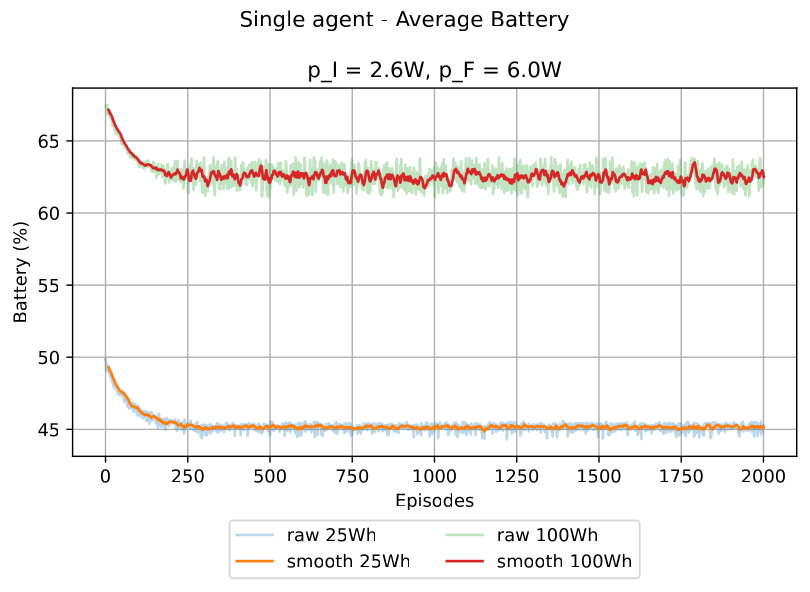 Single agent - Average Battery
p_I = 2.6W, p_F = 6.0W
65
60
55
50
45
Battery (%)
0 250 500 750 1000 1250 1500 1750 2000
Episodes
raw 25Wh raw 100Wh
smooth 25Wh smooth 100Wh